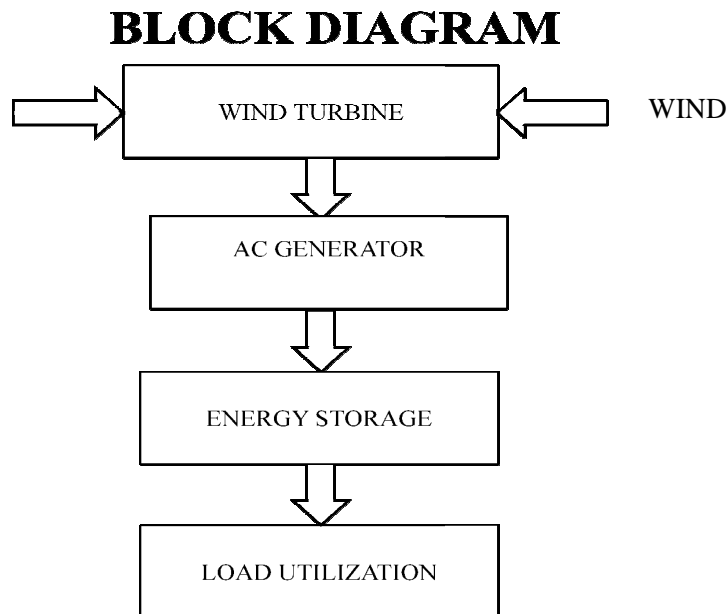 BLOCK DIAGRAM
WIND TURBINE
WIND
AC GENERATOR
ENERGY STORAGE
LOAD UTILIZATION